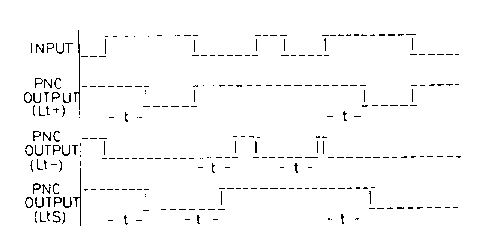 INPUT
PNC
OUTPUT
(Lt+)
- t - - t -
PNC
OUTPUT
(Lt-)
- t - - t -
PNC
OUTPUT
(LtS)
- t - - t - - t -